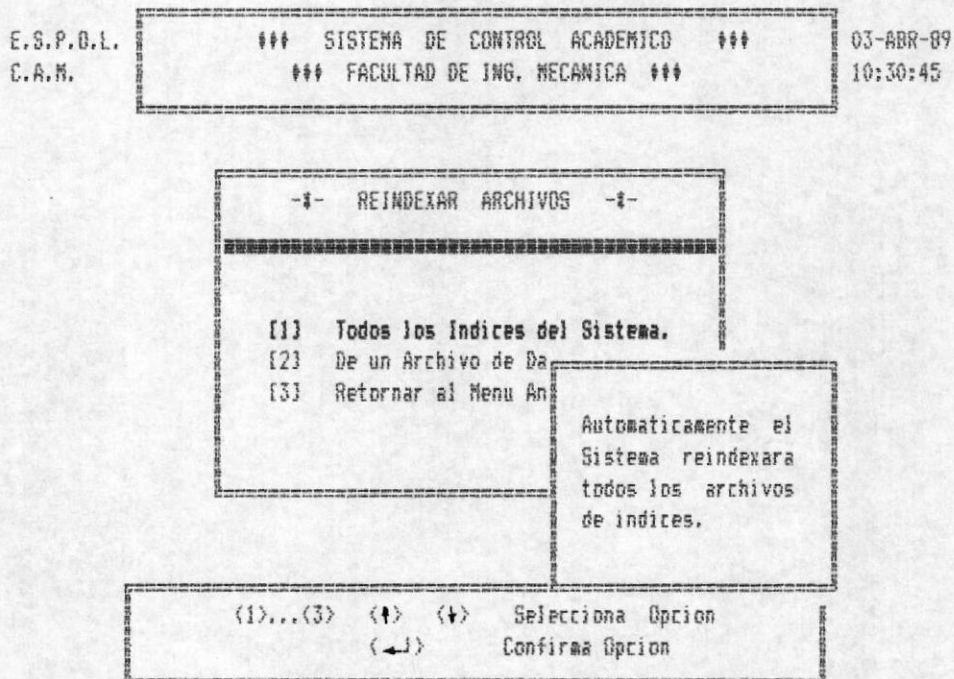 E.S.P.O.L. ♦♦♦ SISTEMA DE CONTROL ACADEMICO ♦♦♦ 03-ABR-89
C.A.M. ♦♦♦ FACULTAD DE ING. MECANICA ♦♦♦ 10:30:45
-‡- REINDEXAR ARCHIVOS -‡-
[1] Todos los Indices del Sistema.
[2] De un Archivo de Da
[3] Retornar al Menu An
Automaticamente el
Sistema reindexara
todos los archivos
de indices.
<1>...<3> <↑> <↓> Selecciona Opcion
<↵> Confirma Opcion